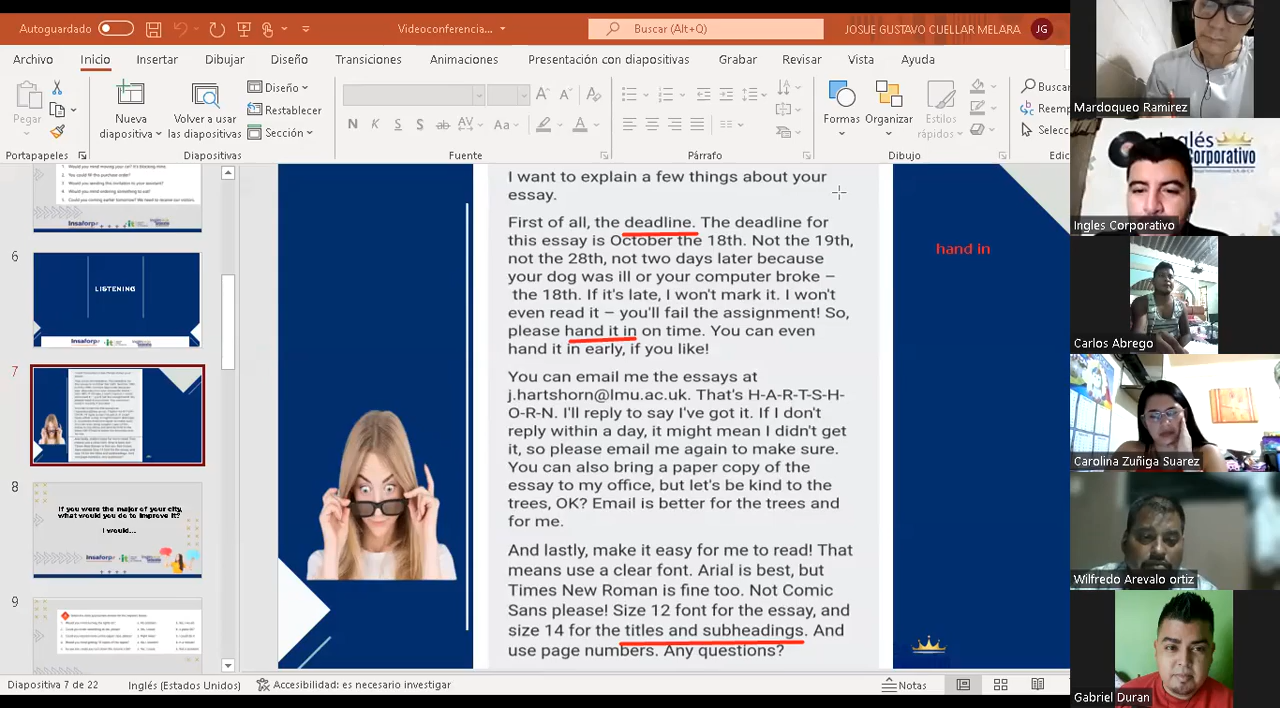 Autoguardado
Videoconferencia...
Buscar (Alt+Q)
JOSUE GUSTAVO CUELLAR MELARA
JG
Archivo Inicio Insertar Dibujar Diseño Transiciones Animaciones Presentación con diapositivas Grabar Revisar Vista Ayuda
Pegar
Nueva
diapositiva
Volver a usar
las diapositivas
Diseño
Restablecer
Sección
N K S S ab Aa A
Formas
Organizar
Estilos
rápidos
Buscar
Reemp
Selecc
Portapapeles
Diapositivas
Fuente
Párrafo
Dibujo
Edic
6
LISTENING
7
8
If you were the major of your city,
what would you do to improve it?
I would...
9
I want to explain a few things about your
essay.
First of all, the deadline. The deadline for
this essay is October the 18th. Not the 19th,
not the 28th, not two days later because
your dog was ill or your computer broke –
the 18th. If it's late, I won't mark it. I won't
even read it – you'll fail the assignment! So,
please hand it in on time. You can even
hand it in early, if you like!
You can email me the essays at
j.hartshorn@lmu.ac.uk. That's H-A-R-T-S-H-
O-R-N. I'll reply to say I've got it. If I don't
reply within a day, it might mean I didn't get
it, so please email me again to make sure.
You can also bring a paper copy of the
essay to my office, but let's be kind to the
trees, OK? Email is better for the trees and
for me.
And lastly, make it easy for me to read! That
means use a clear font. Arial is best, but
Times New Roman is fine too. Not Comic
Sans please! Size 12 font for the essay, and
size 14 for the titles and subheadings. And
use page numbers. Any questions?
hand in
Mardoqueo Ramirez
Inglés
Corporativo
Ingles Corporativo
Carlos Abrego
Carolina Zuñiga Suarez
Wilfredo Arevalo ortiz
Gabriel Duran
Diapositiva 7 de 22
Inglés (Estados Unidos)
Accesibilidad: es necesario investigar
Notas